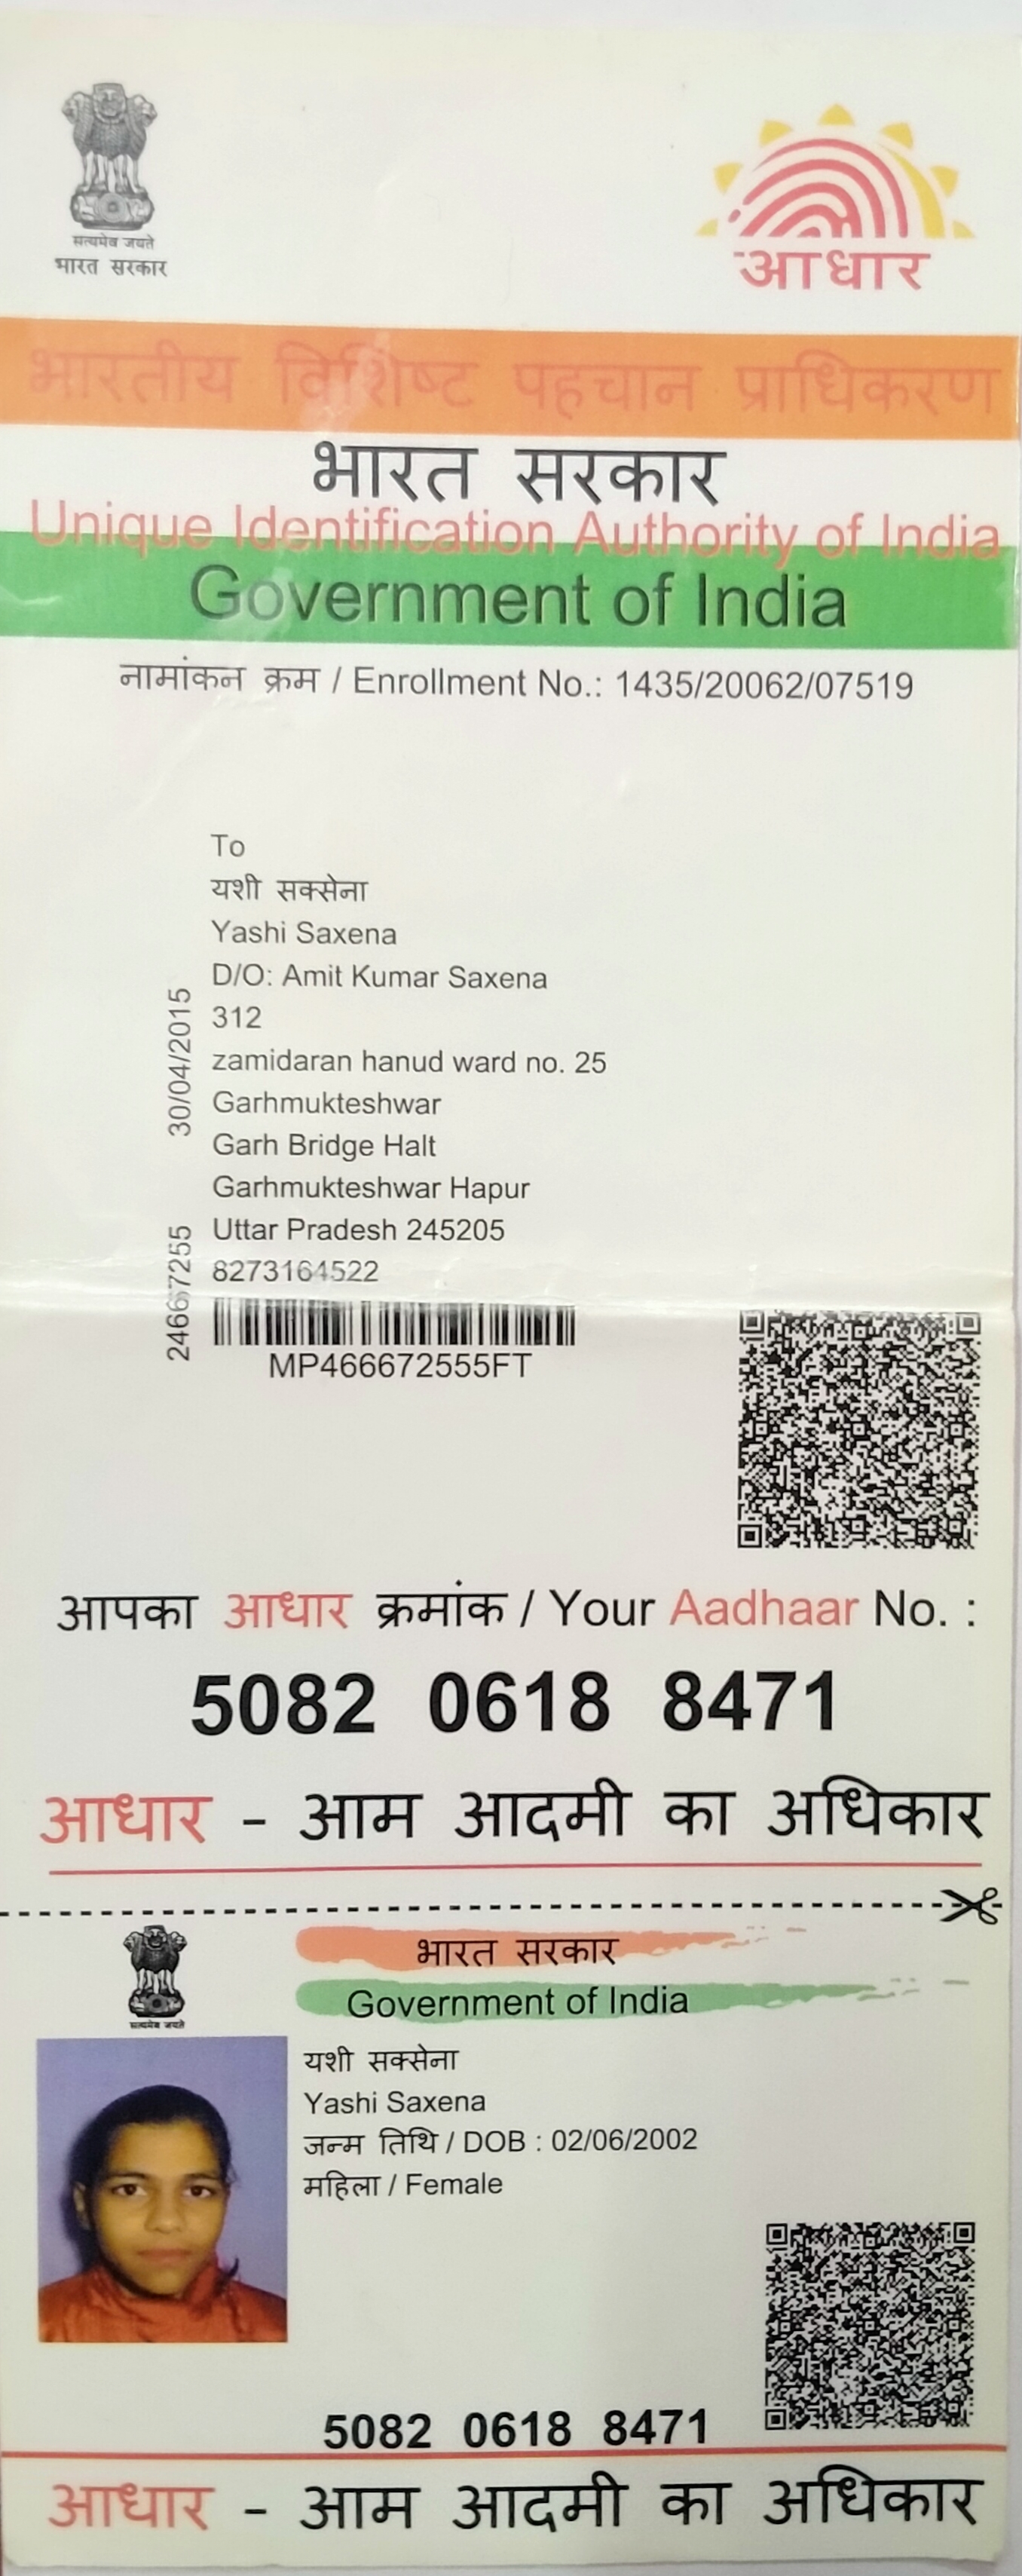 सत्यमेव जयते
भारत सरकार
आधार
भारतीय विशिष्ट पहचान प्राधिकरण
भारत सरकार
Unique Identification Authority of India
Government of India
नामांकन क्रम / Enrollment No.: 1435/20062/07519
To
यशी सक्सेना
Yashi Saxena
D/O: Amit Kumar Saxena
312
zamidaran hanud ward no. 25
Garhmukteshwar
Garh Bridge Halt
Garhmukteshwar Hapur
Uttar Pradesh 245205
8273164522
30/04/2015
24667255
MP466672555FT
आपका आधार क्रमांक / Your Aadhaar No. :
5082 0618 8471
आधार - आम आदमी का अधिकार
सत्यमेव जयते
भारत सरकार
Government of India
यशी सक्सेना
Yashi Saxena
जन्म तिथि / DOB : 02/06/2002
महिला / Female
5082 0618 8471
आधार - आम आदमी का अधिकार